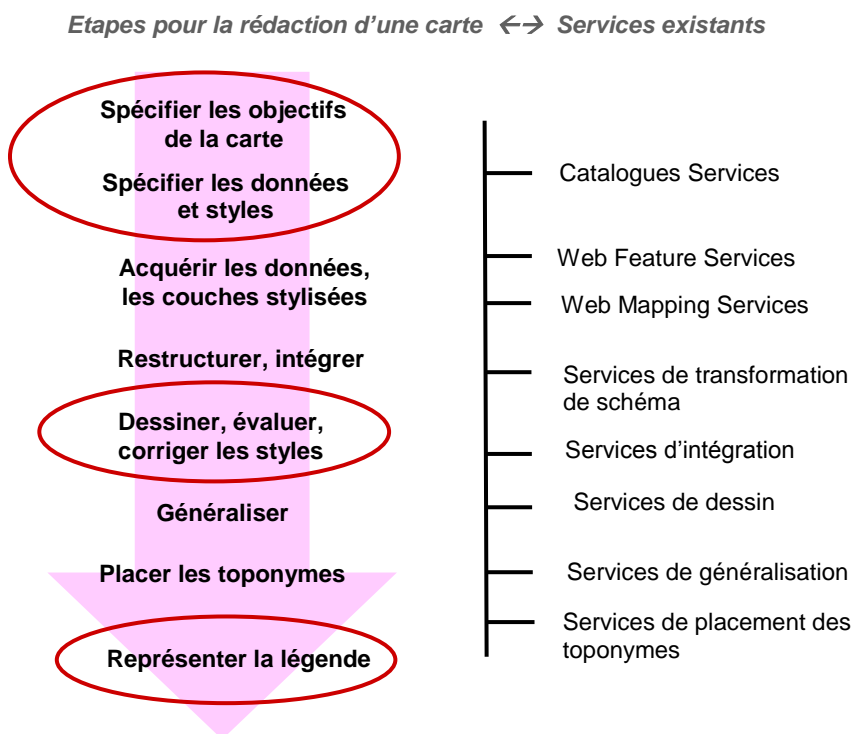 Etapes pour la rédaction d’une carte ←→ Services existants
Spécifier les objectifs
de la carte
Spécifier les données
et styles
Acquérir les données,
les couches stylisées
Restructurer, intégrer
Dessiner, évaluer,
corriger les styles
Généraliser
Placer les toponymes
Représenter la légende
Catalogues Services
Web Feature Services
Web Mapping Services
Services de transformation
de schéma
Services d’intégration
Services de dessin
Services de généralisation
Services de placement des
toponymes